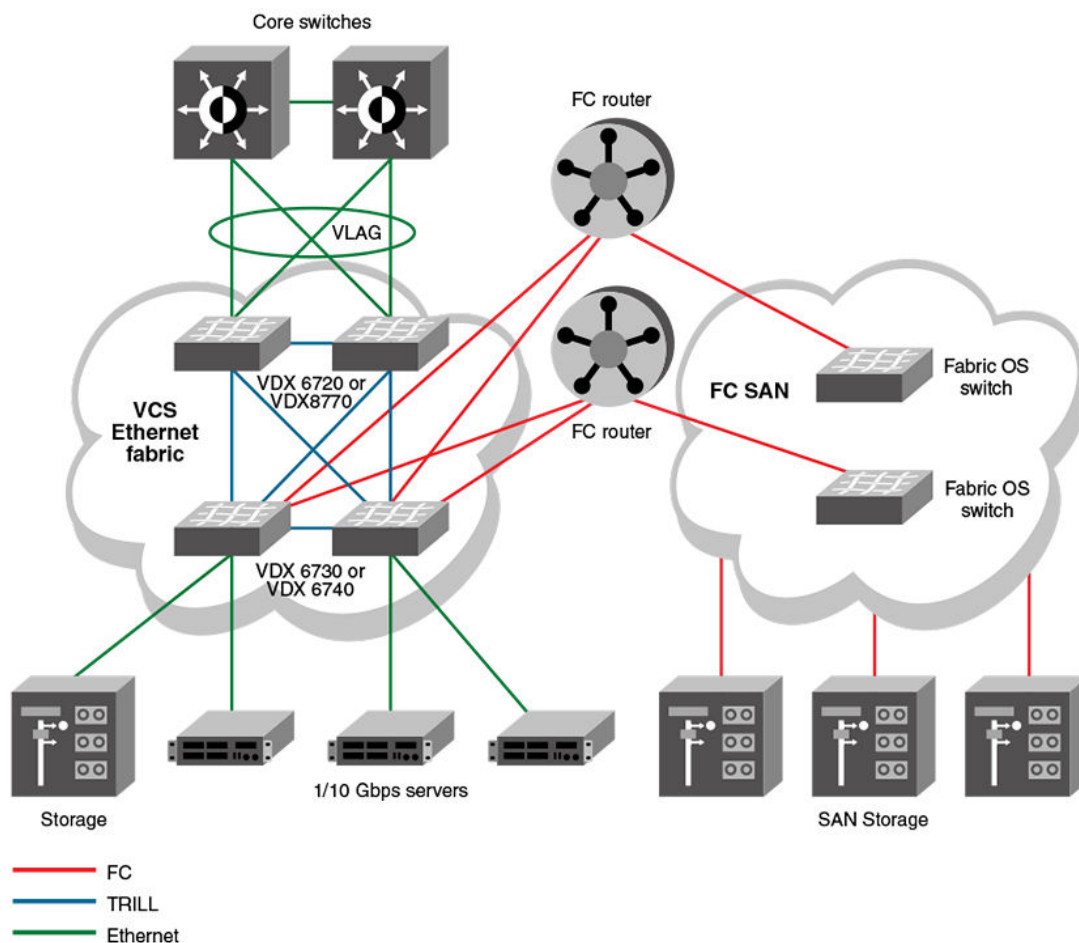 Core switches
FC router
VLAG
VDX 6720 or
VDX8770
VCS
Ethernet
fabric
FC router
FC SAN
Fabric OS
switch
Fabric OS
switch
VDX 6730 or
VDX 6740
Storage
1/10 Gbps servers
SAN Storage
FC
TRILL
Ethernet